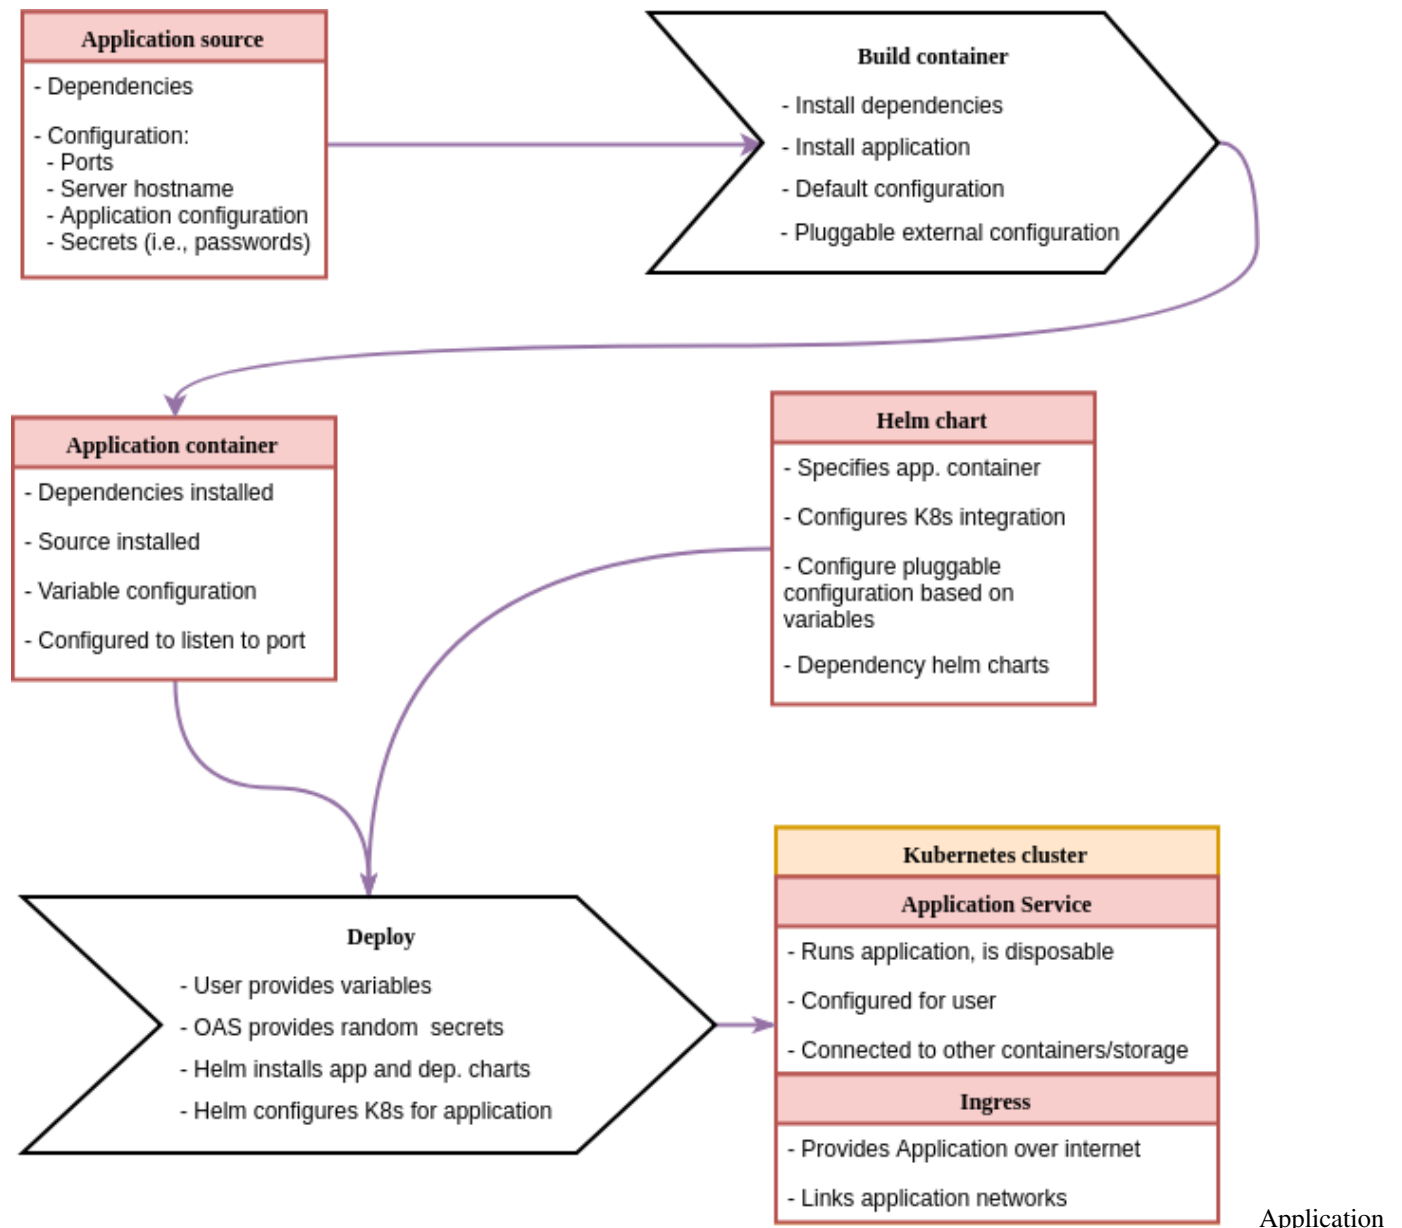 Application source
- Dependencies
- Configuration:
- Ports
- Server hostname
- Application configuration
- Secrets (i.e., passwords)
Build container
- Install dependencies
- Install application
- Default configuration
- Pluggable external configuration
Application container
- Dependencies installed
- Source installed
- Variable configuration
- Configured to listen to port
Helm chart
- Specifies app. container
- Configures K8s integration
- Configure pluggable
configuration based on
variables
- Dependency helm charts
Deploy
- User provides variables
- OAS provides random  secrets
- Helm installs app and dep. charts
- Helm configures K8s for application
Kubernetes cluster
Application Service
- Runs application, is disposable
- Configured for user
- Connected to other containers/storage
Ingress
- Provides Application over internet
- Links application networks
Application